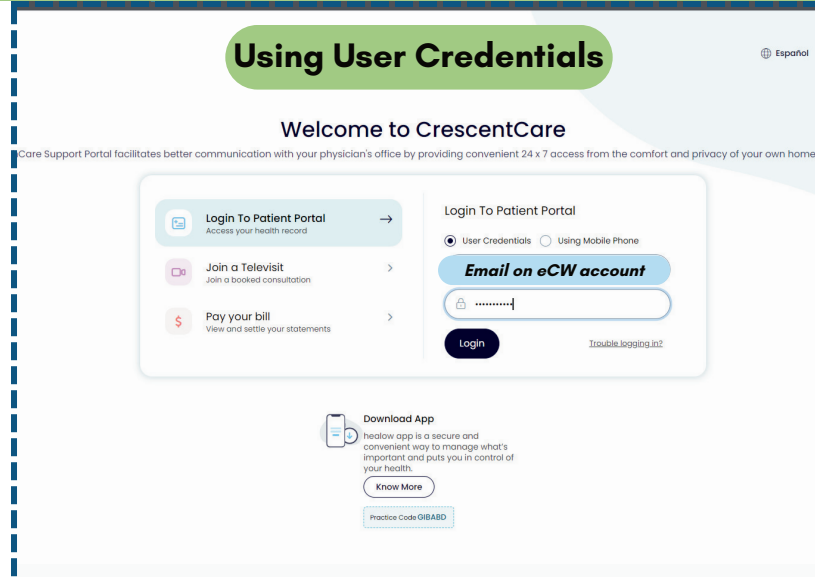 Using User Credentials
Español
Welcome to CrescentCare
Care Support Portal facilitates better communication with your physician's office by providing convenient 24 x 7 access from the comfort and privacy of your own home
Login To Patient Portal
Access your health record
Join a Televisit
Join a booked consultation
Pay your bill
View and settle your statements
Login To Patient Portal
User Credentials
Using Mobile Phone
Email on eCW account
Login
Trouble logging in?
Download App
healow app is a secure and
convenient way to manage what's
important and puts you in control of
your health.
Know More
Practice Code GIBABD